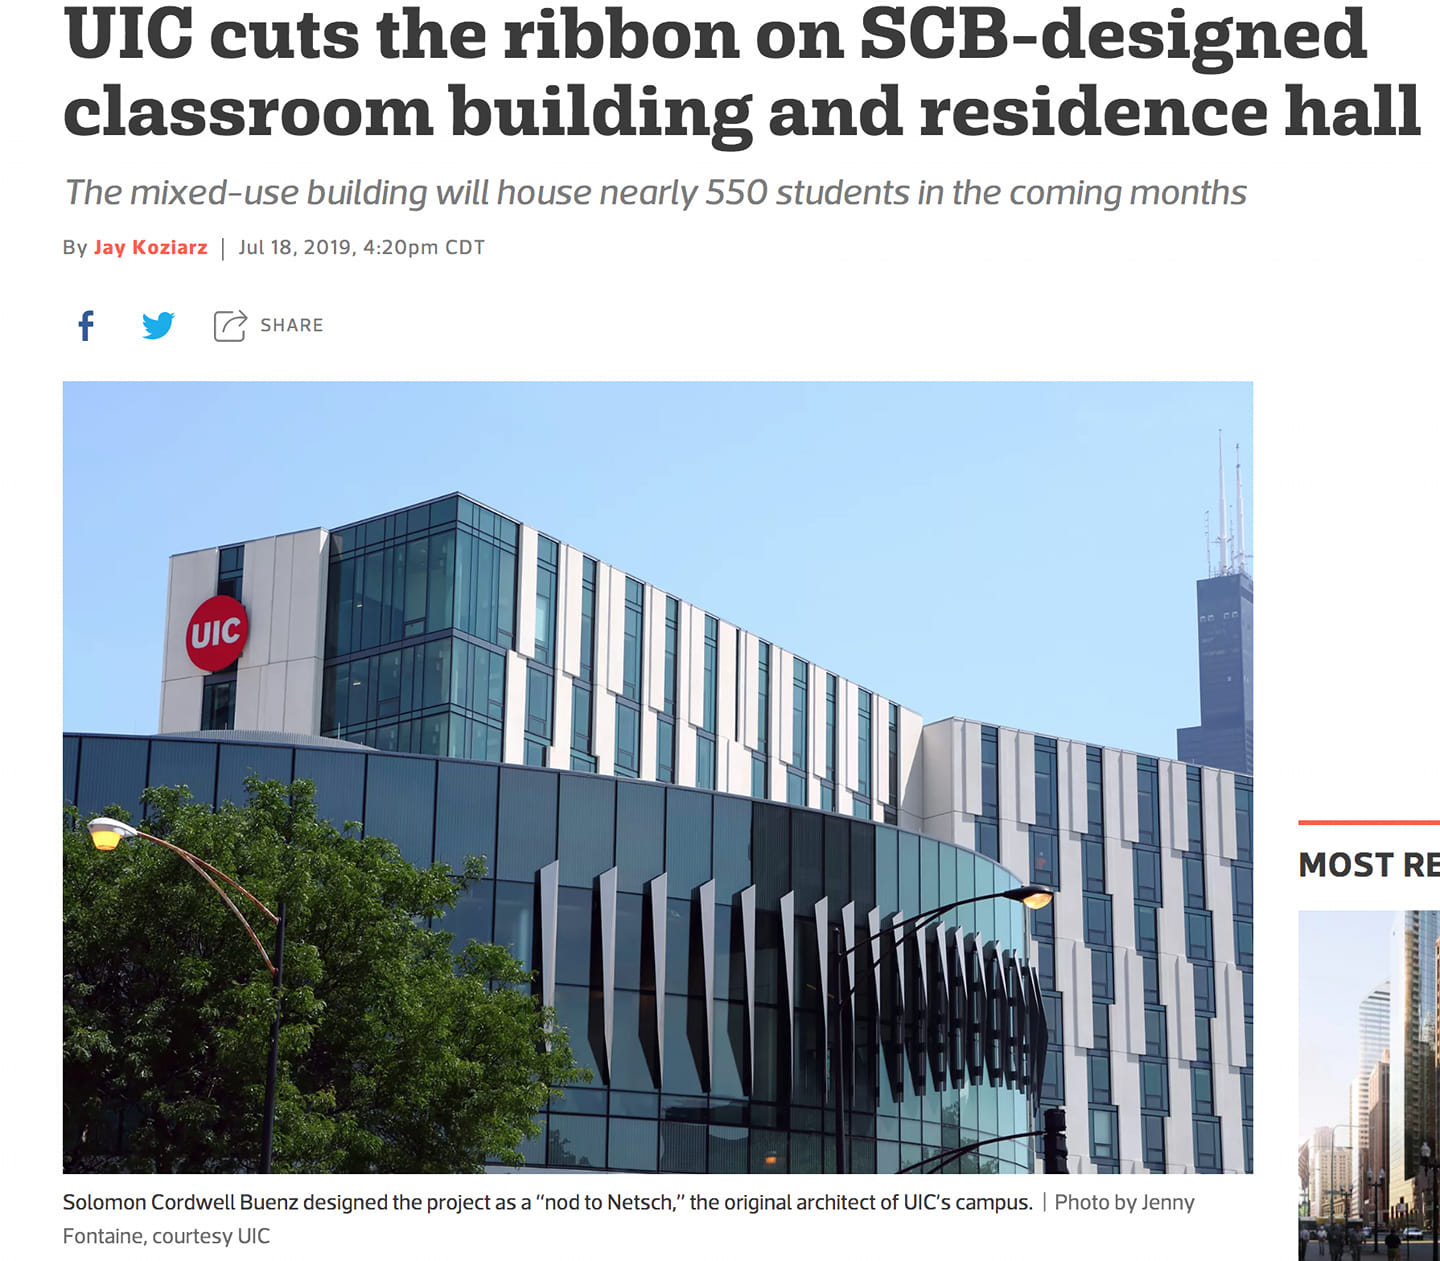 UIC cuts the ribbon on SCB-designed
classroom building and residence hall
The mixed-use building will house nearly 550 students in the coming months
By Jay Koziarz | Jul 18, 2019, 4:20pm CDT
SHARE
UIC
Solomon Cordwell Buenz designed the project as a “nod to Netsch,” the original architect of UIC’s campus. | Photo by Jenny
Fontaine, courtesy UIC
MOST RE